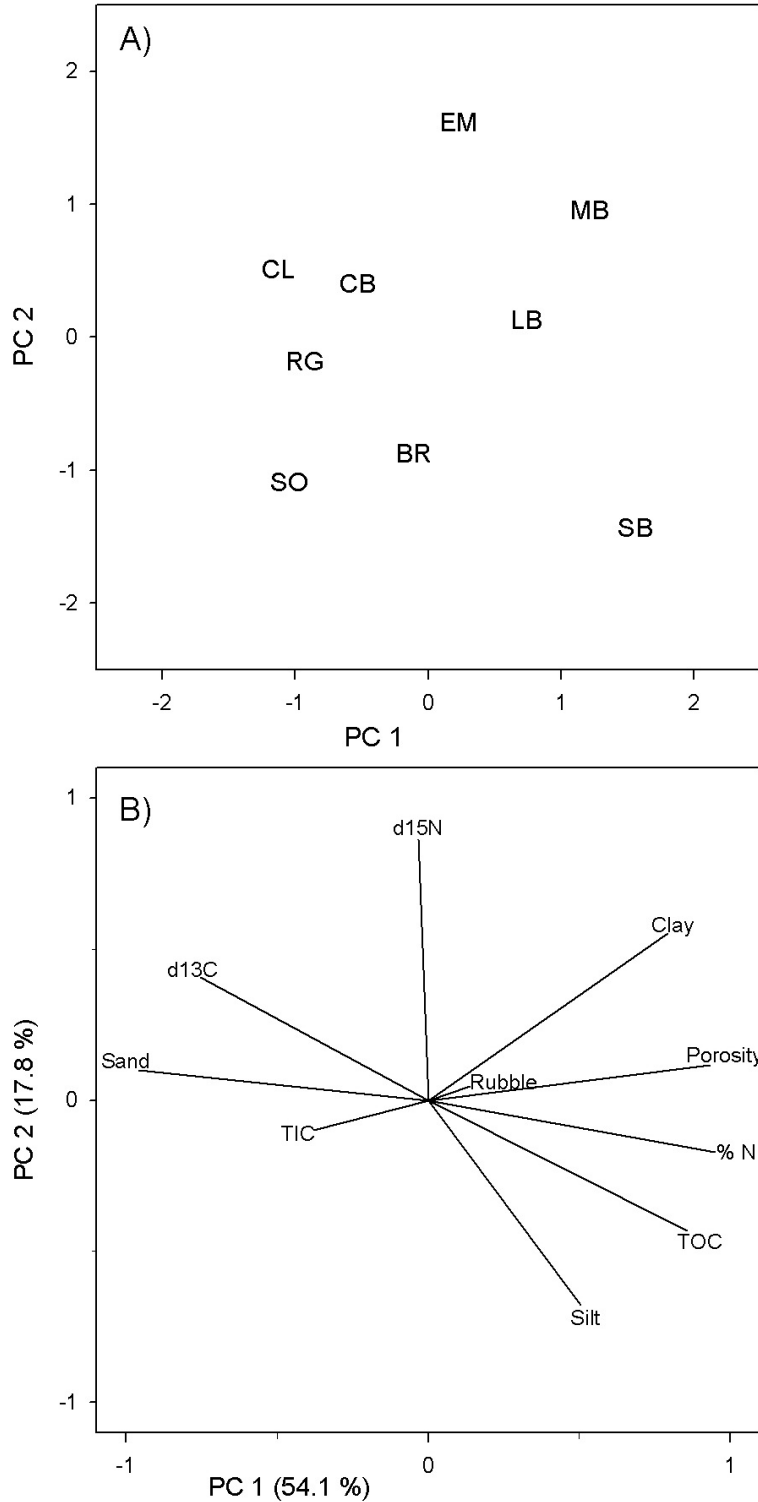 A)
2
EM
1
MB
CL
CB
LB
0
RG
BR
-1
SO
SB
-2
PC 2
-2 -1 0 1 2
PC 1
B)
1
d15N
Clay
d13C
Sand
Porosity
Rubble
0
TIC
% N
TOC
Silt
-1
PC 2 (17.8 %)
-1 0 1
PC 1 (54.1 %)